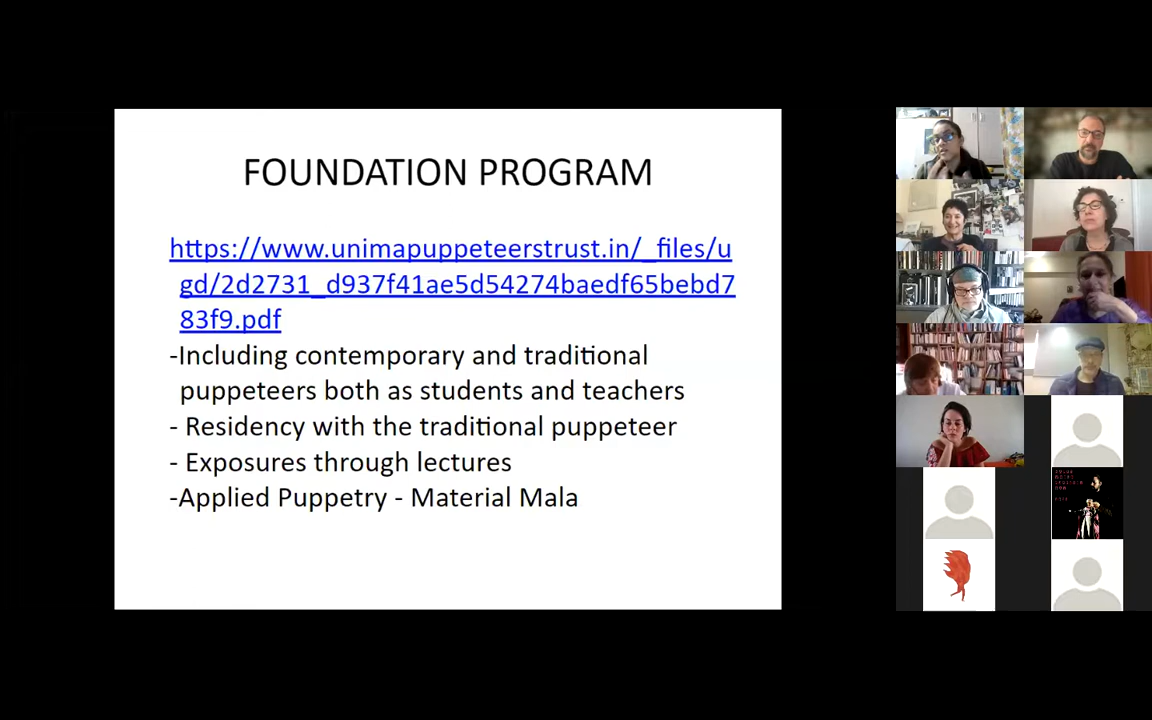 FOUNDATION PROGRAM
https://www.unimapuppeteerstrust.in/_files/u
gd/2d2731_d937f41ae5d54274baedf65bebd7
83f9.pdf
-Including contemporary and traditional
puppeteers both as students and teachers
- Residency with the traditional puppeteer
- Exposures through lectures
-Applied Puppetry - Material Mala